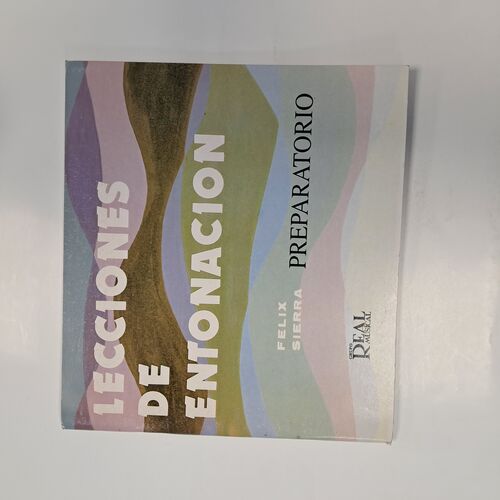 LECCIONES
DE
ENTONACION
FELIX
SIERRA
PREPARATORIO
REAL
MUSICAL